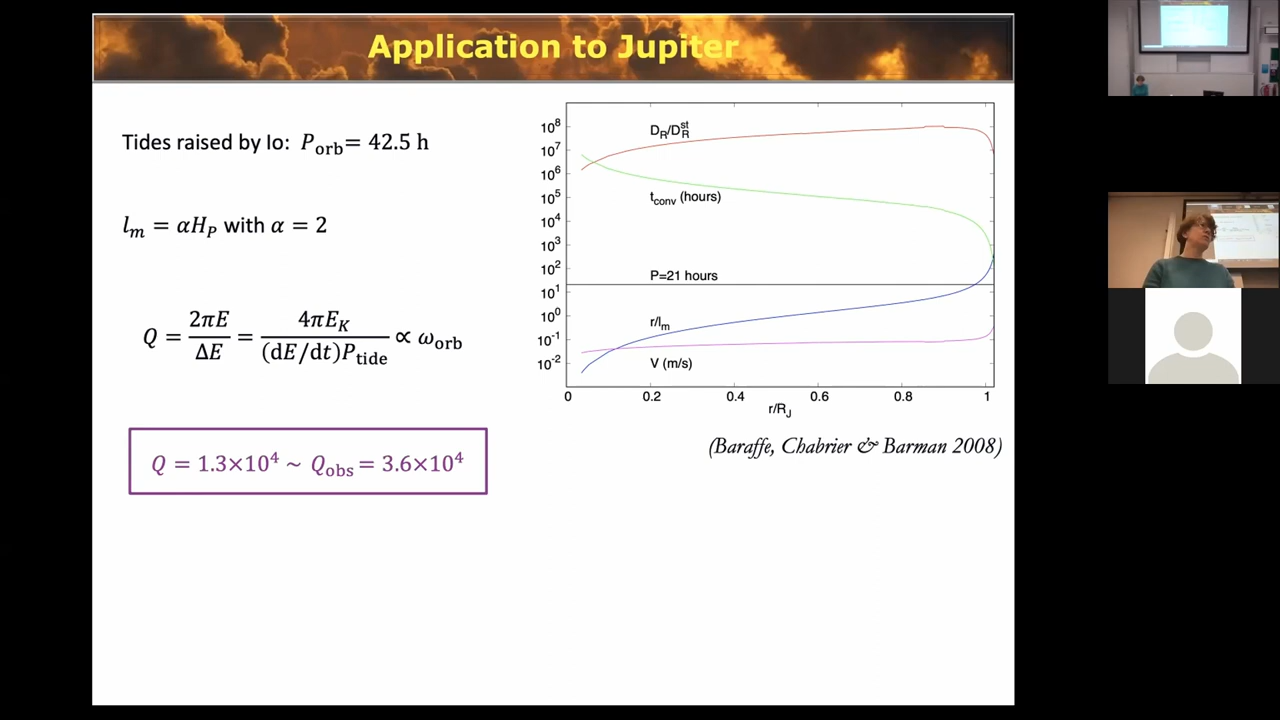 Application to Jupiter
Tides raised by Io: P_orb = 42.5 h
l_m = αH_P with α = 2
Q = 2πE / ΔE = 4πE_K / (dE/dt)P_tide ∝ ω_orb
Q = 1.3×10^4 ~ Q_obs = 3.6×10^4
10^8
10^7
10^6
10^5
10^4
10^3
10^2
10^1
10^0
10^-1
10^-2
D_R/D_R^st
t_conv (hours)
P=21 hours
r/l_m
V (m/s)
0 0.2 0.4 0.6 0.8 1
r/R_J
(Baraffe, Chabrier & Barman 2008)